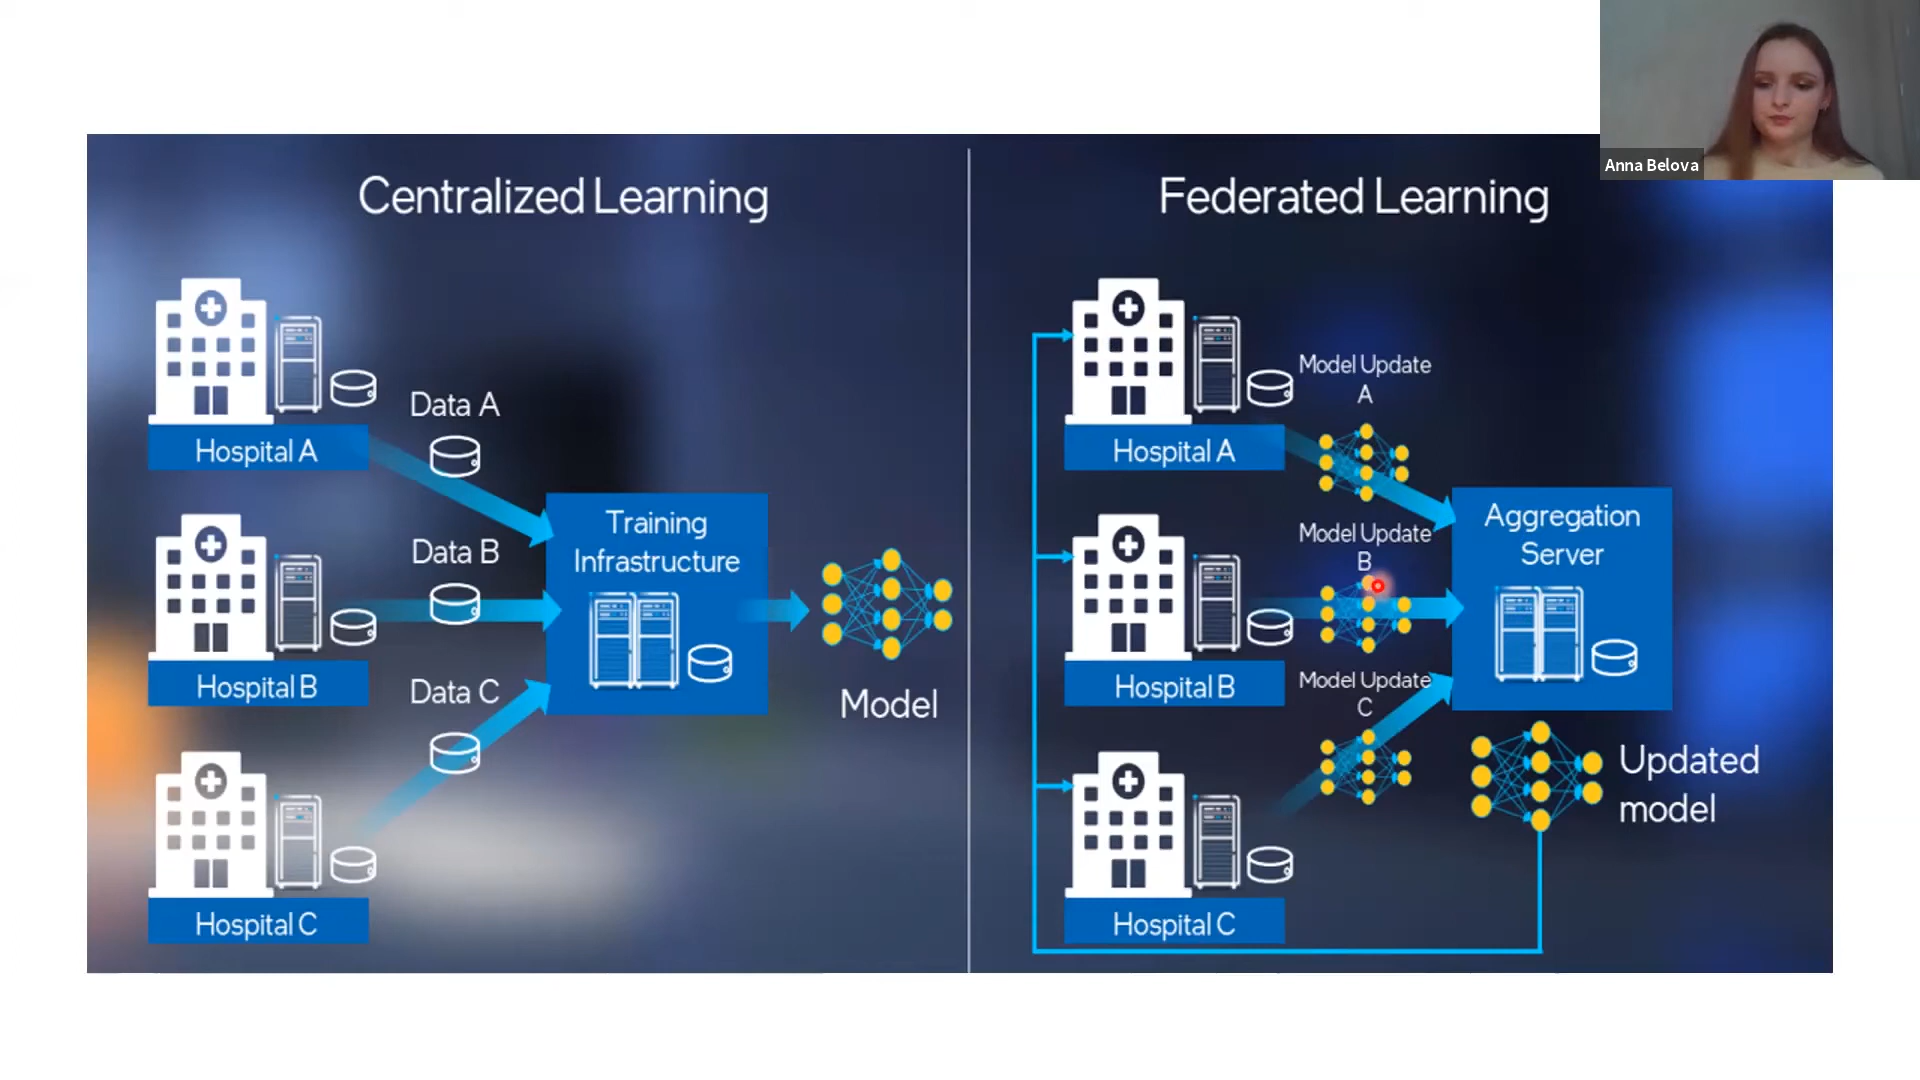 Anna Belova
Centralized Learning
Hospital A
Data A
Hospital B
Data B
Hospital C
Data C
Training
Infrastructure
Model
Federated Learning
Hospital A
Model Update
A
Hospital B
Model Update
B
Hospital C
Model Update
C
Aggregation
Server
Updated
model